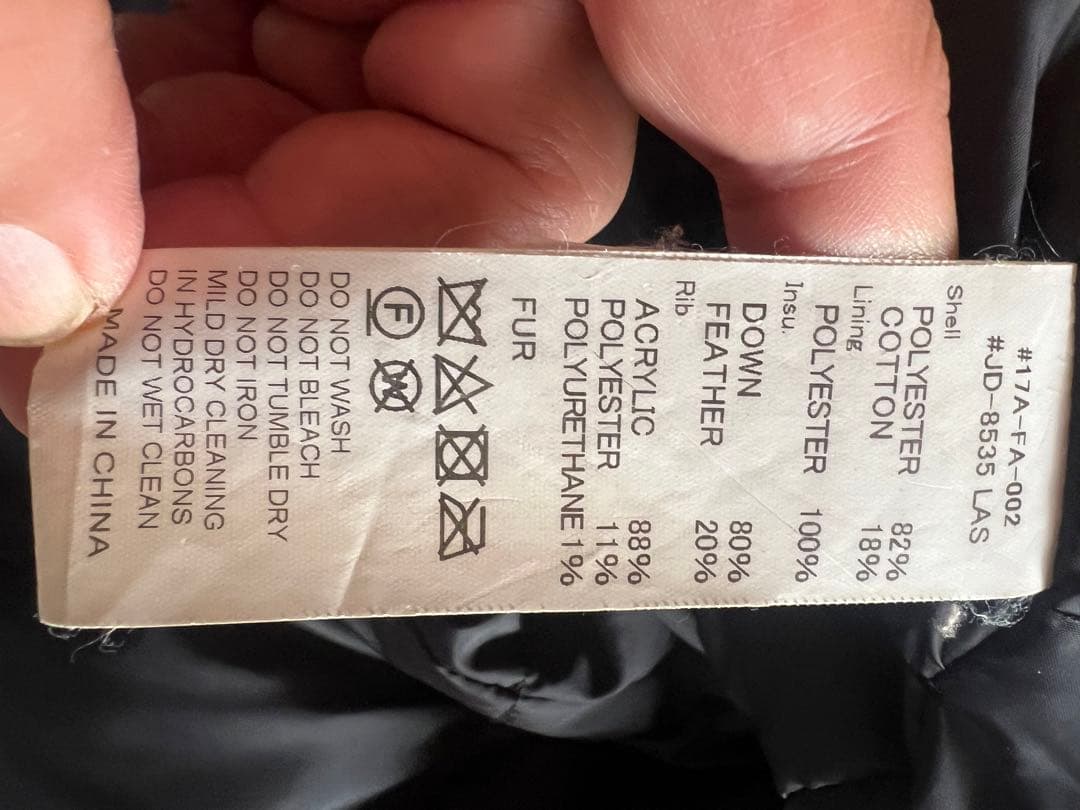 #17A-FA-002
#JD-8535 LAS
Shell
POLYESTER 82%
COTTON 18%
Lining
POLYESTER 100%
Insu.
DOWN 80%
FEATHER 20%
Rib
ACRYLIC 88%
POLYESTER 11%
POLYURETHANE 1%
FUR
F W
DO NOT WASH
DO NOT BLEACH
DO NOT TUMBLE DRY
DO NOT IRON
MILD DRY CLEANING
IN HYDROCARBONS
DO NOT WET CLEAN
MADE IN CHINA